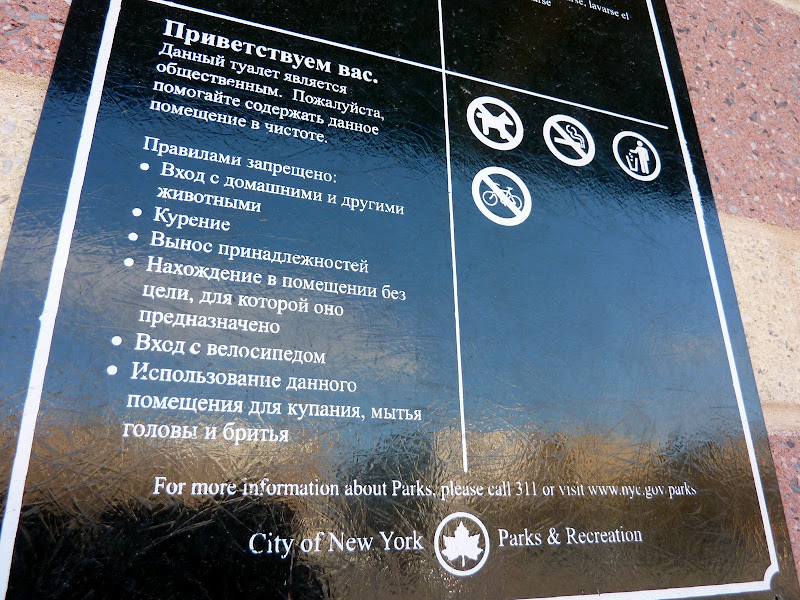 lavarse el
Приветствуем вас.
Данный туалет является
общественным. Пожалуйста,
помогайте содержать данное
помещение в чистоте.
Правилами запрещено:
• Вход с домашними и другими
животными
• Курение
• Вынос принадлежностей
• Нахождение в помещении без
цели, для которой оно
предназначено
• Вход с велосипедом
• Использование данного
помещения для купания, мытья
головы и бритья
For more information about Parks, please call 311 or visit www.nyc.gov/parks
City of New York Parks & Recreation